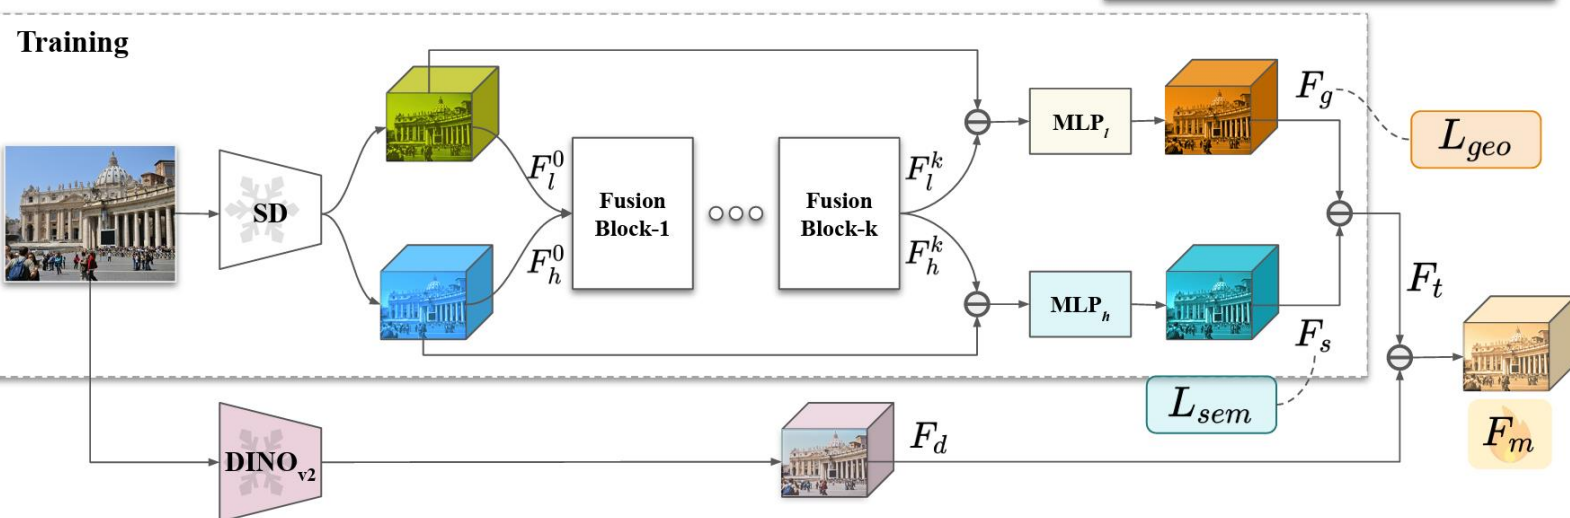 Training
SD
F_l^0
F_h^0
Fusion
Block-1
Fusion
Block-k
F_l^k
F_h^k
MLP_l
MLP_h
F_g
L_geo
F_s
L_sem
F_t
DINO_v2
F_d
F_m